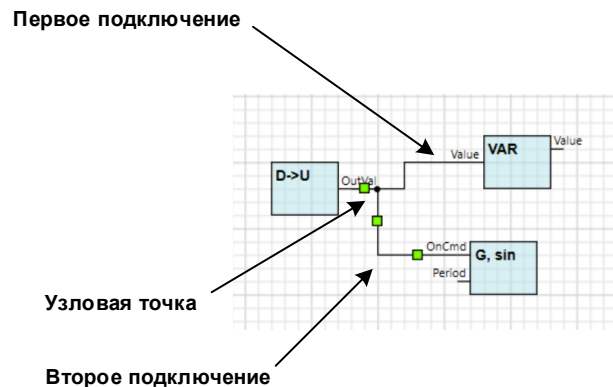 Первое подключение
VAR
Value
Value
D->U
OutVal
OnCmd
G, sin
Period
Узловая точка
Второе подключение